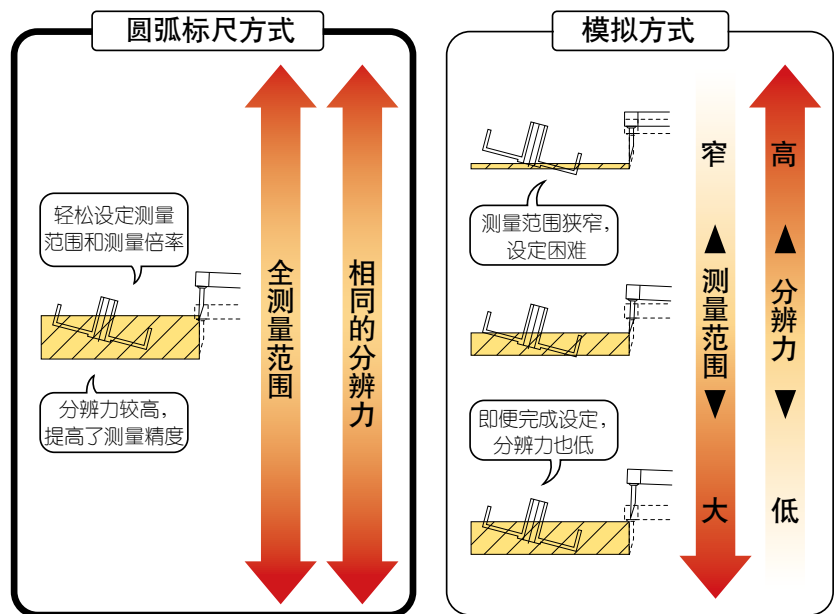 圆弧标尺方式
轻松设定测量
范围和测量倍率
分辨力较高，
提高了测量精度
全测量范围
相同的分辨力
模拟方式
测量范围狭窄，
设定困难
即便完成设定，
分辨力也低
窄
测量范围
大
高
分辨力
低